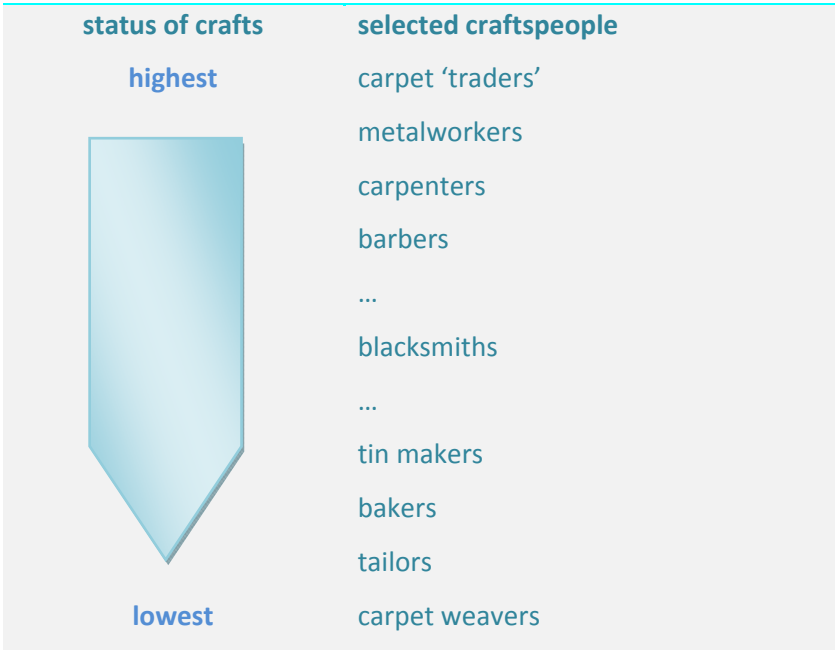 status of crafts selected craftspeople
highest carpet ‘traders’
metalworkers
carpenters
barbers
…
blacksmiths
…
tin makers
bakers
tailors
lowest carpet weavers